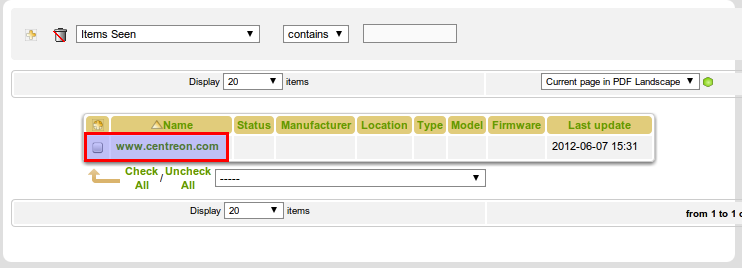 Items Seen contains
Display 20 items Current page in PDF Landscape
Name Status Manufacturer Location Type Model Firmware Last update
www.centreon.com 2012-06-07 15:31
Check All / Uncheck All -----
Display 20 items from 1 to 1